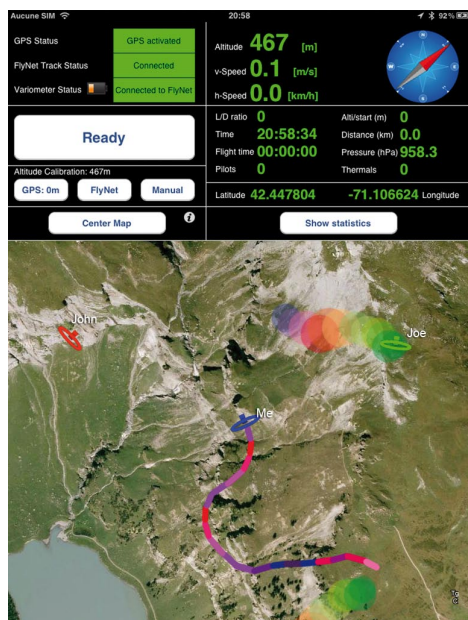 Aucune SIM 20:58 92%
GPS Status GPS activated
FlyNet Track Status Connected
Variometer Status Connected to FlyNet
Altitude 467 [m]
v-Speed 0.1 [m/s]
h-Speed 0.0 [km/h]
Ready
Altitude Calibration: 467m
GPS: 0m FlyNet Manual
L/D ratio 0 Alti/start (m) 0
Time 20:58:34 Distance (km) 0.0
Flight time 00:00:00 Pressure (hPa) 958.3
Pilots 0 Thermals 0
Latitude 42.447804 -71.106624 Longitude
Center Map
Show statistics
John
Joe
Me